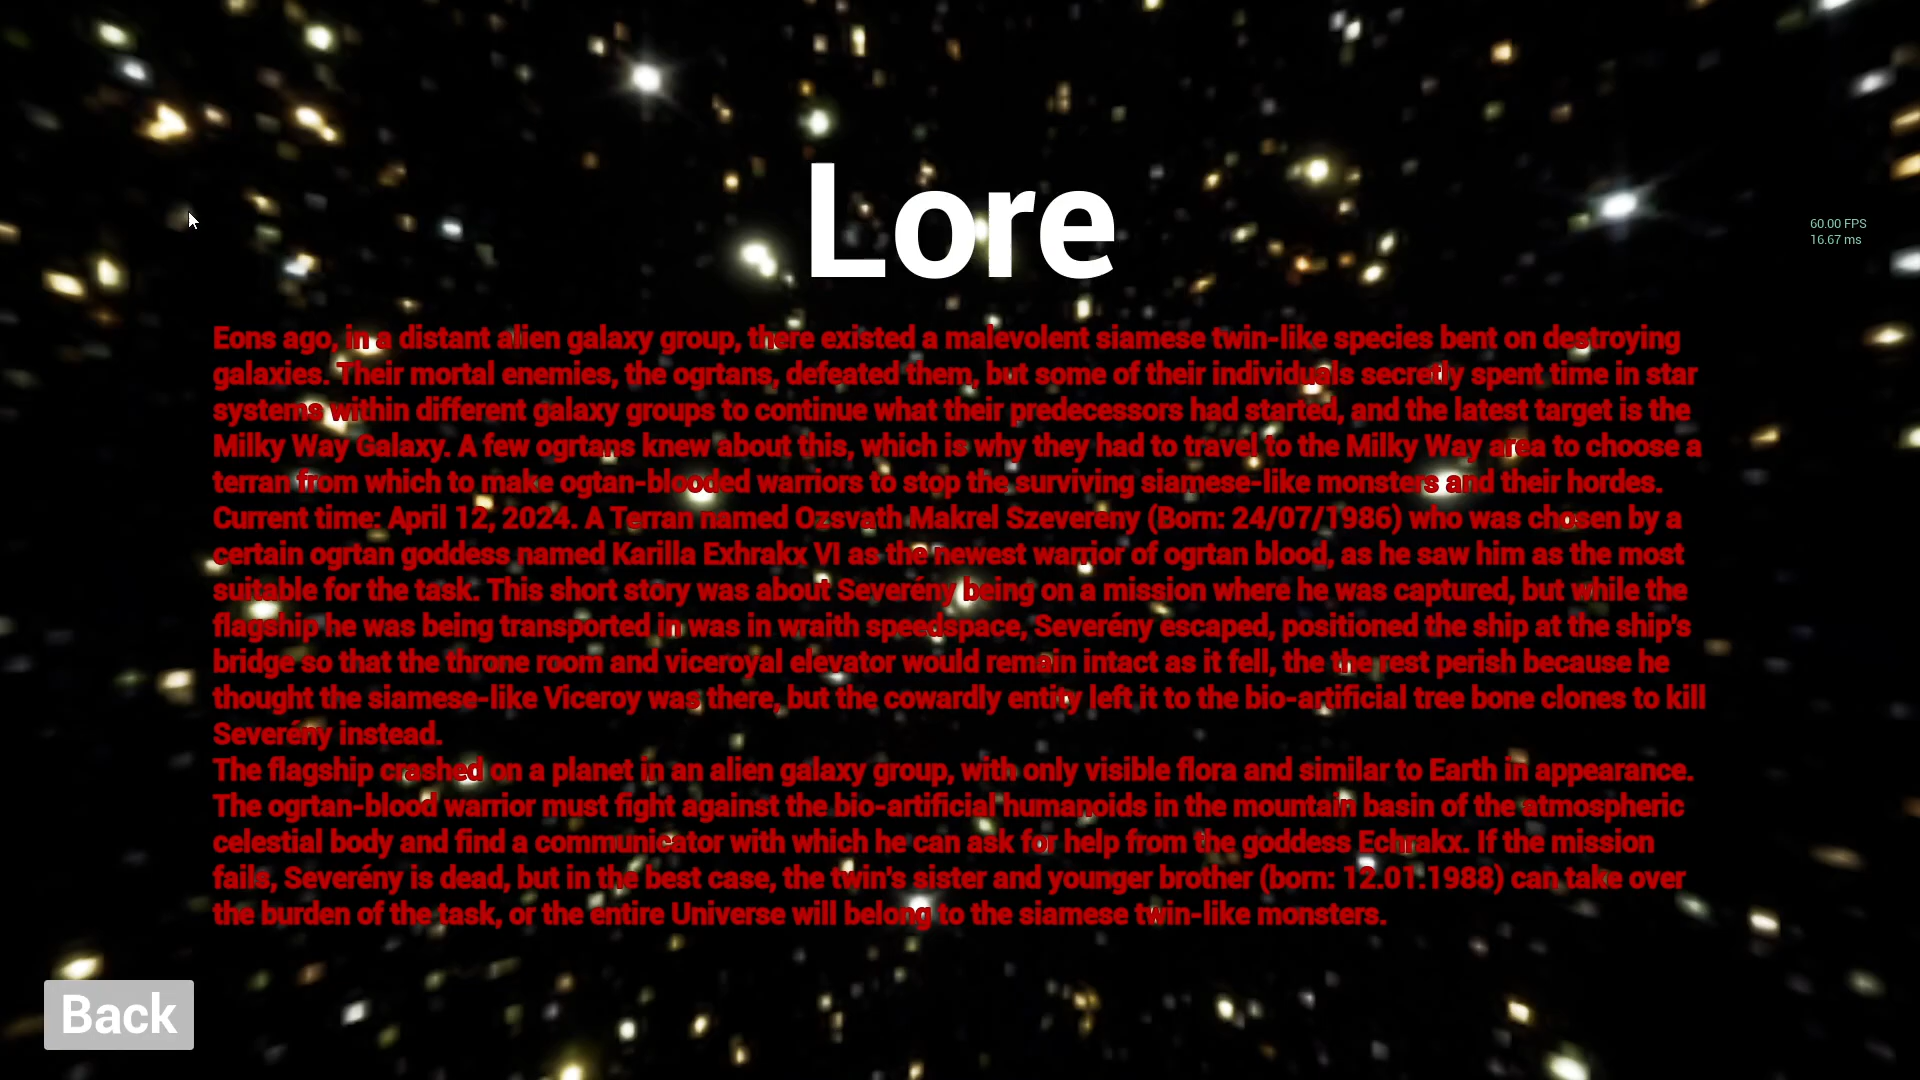 Lore
60.00 FPS
16.67 ms
Eons ago, in a distant alien galaxy group, there existed a malevolent siamese twin-like species bent on destroying
galaxies. Their mortal enemies, the ogrtans, defeated them, but some of their individuals secretly spent time in star
systems within different galaxy groups to continue what their predecessors had started, and the latest target is the
Milky Way Galaxy. A few ogrtans knew about this, which is why they had to travel to the Milky Way area to choose a
terran from which to make ogtan-blooded warriors to stop the surviving siamese-like monsters and their hordes.
Current time: April 12, 2024. A Terran named Ozsvath Makrel Szevereny (Born: 24/07/1986) who was chosen by a
certain ogrtan goddess named Karilla Exhrakx VI as the newest warrior of ogrtan blood, as he saw him as the most
suitable for the task. This short story was about Severény being on a mission where he was captured, but while the
flagship he was being transported in was in wraith speedspace, Severény escaped, positioned the ship at the ship's
bridge so that the throne room and viceroyal elevator would remain intact as it fell, the the rest perish because he
thought the siamese-like Viceroy was there, but the cowardly entity left it to the bio-artificial tree bone clones to kill
Severény instead.
The flagship crashed on a planet in an alien galaxy group, with only visible flora and similar to Earth in appearance.
The ogrtan-blood warrior must fight against the bio-artificial humanoids in the mountain basin of the atmospheric
celestial body and find a communicator with which he can ask for help from the goddess Echrakx. If the mission
fails, Severény is dead, but in the best case, the twin's sister and younger brother (born: 12.01.1988) can take over
the burden of the task, or the entire Universe will belong to the siamese twin-like monsters.
Back